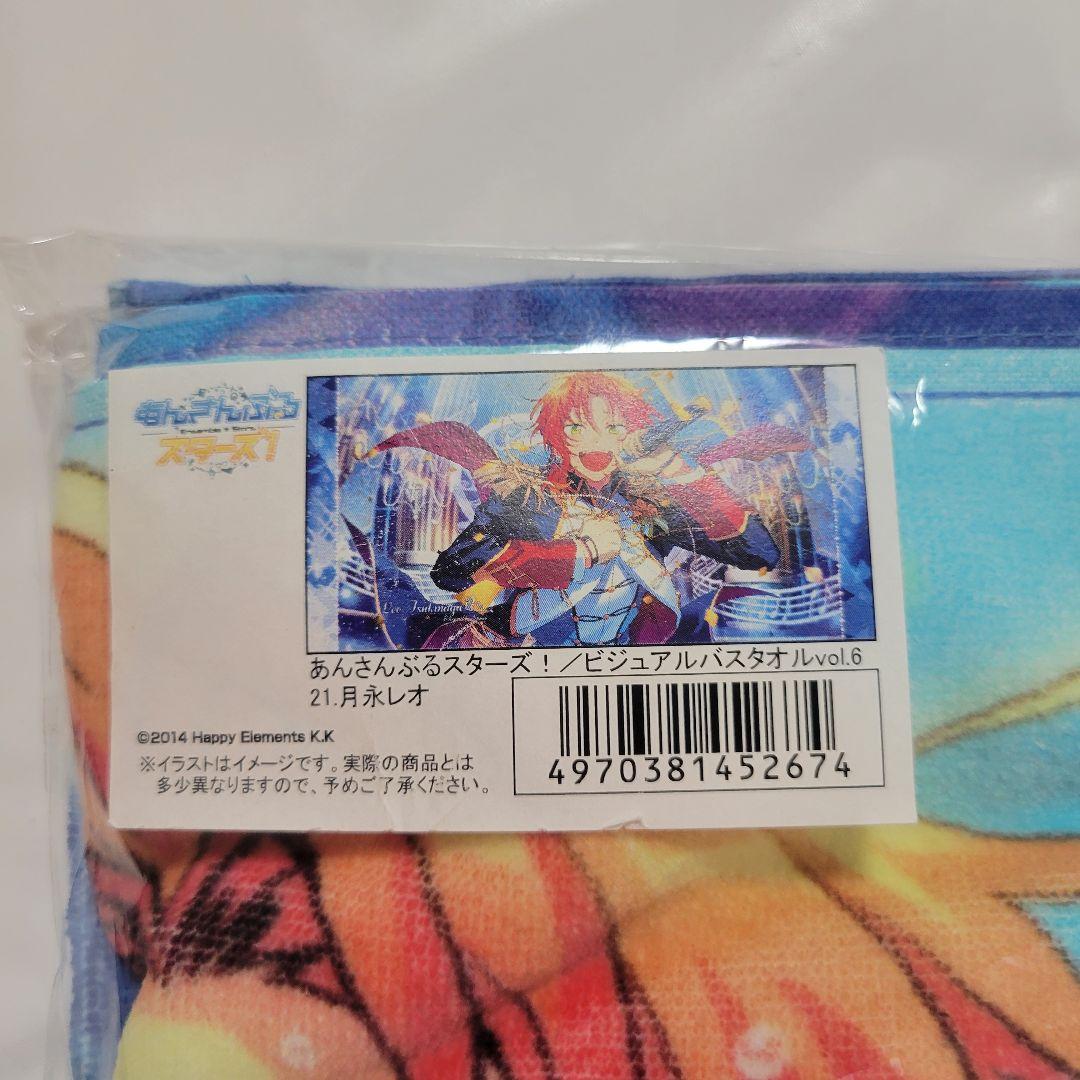 あんさんぶる
スターズ!
Leo Tsukinaga
あんさんぶるスターズ！／ビジュアルバスタオルvol.6
21.月永レオ
©2014 Happy Elements K.K
※イラストはイメージです。実際の商品とは
多少異なりますので、予めご了承ください。
4970381452674